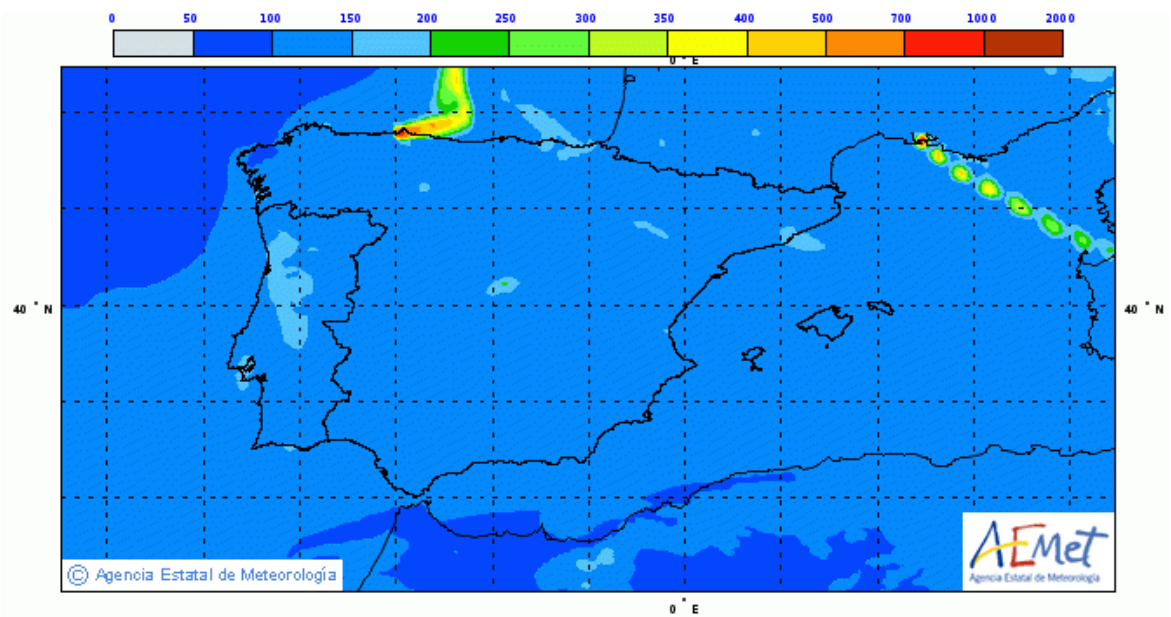 0 50 100 150 200 250 300 350 400 500 700 1000 2000
0 ° E
40 ° N 40 ° N
AEMet
Agencia Estatal de Meteorología
© Agencia Estatal de Meteorología
0 ° E